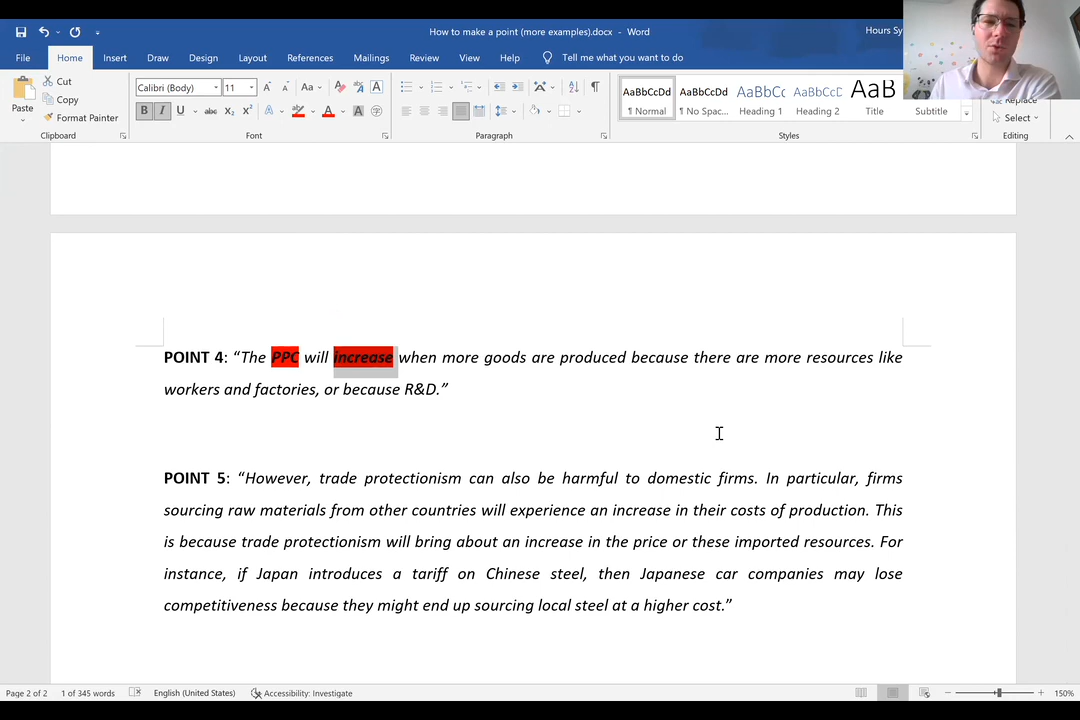 How to make a point (more examples).docx - Word
Hours Sy
File Home Insert Draw Design Layout References Mailings Review View Help Tell me what you want to do
Paste
Cut
Copy
Format Painter
Clipboard
Calibri (Body) 11
Font
Paragraph
AaBbCcDd AaBbCcDd AaBbCc AaBbCcD AaB
¶ Normal ¶ No Spac... Heading 1 Heading 2 Title Subtitle
Styles
Replace
Select
Editing
POINT 4: “The PPC will increase when more goods are produced because there are more resources like
workers and factories, or because R&D.”
POINT 5: “However, trade protectionism can also be harmful to domestic firms. In particular, firms
sourcing raw materials from other countries will experience an increase in their costs of production. This
is because trade protectionism will bring about an increase in the price or these imported resources. For
instance, if Japan introduces a tariff on Chinese steel, then Japanese car companies may lose
competitiveness because they might end up sourcing local steel at a higher cost.”
Page 2 of 2 1 of 345 words English (United States) Accessibility: Investigate 150%